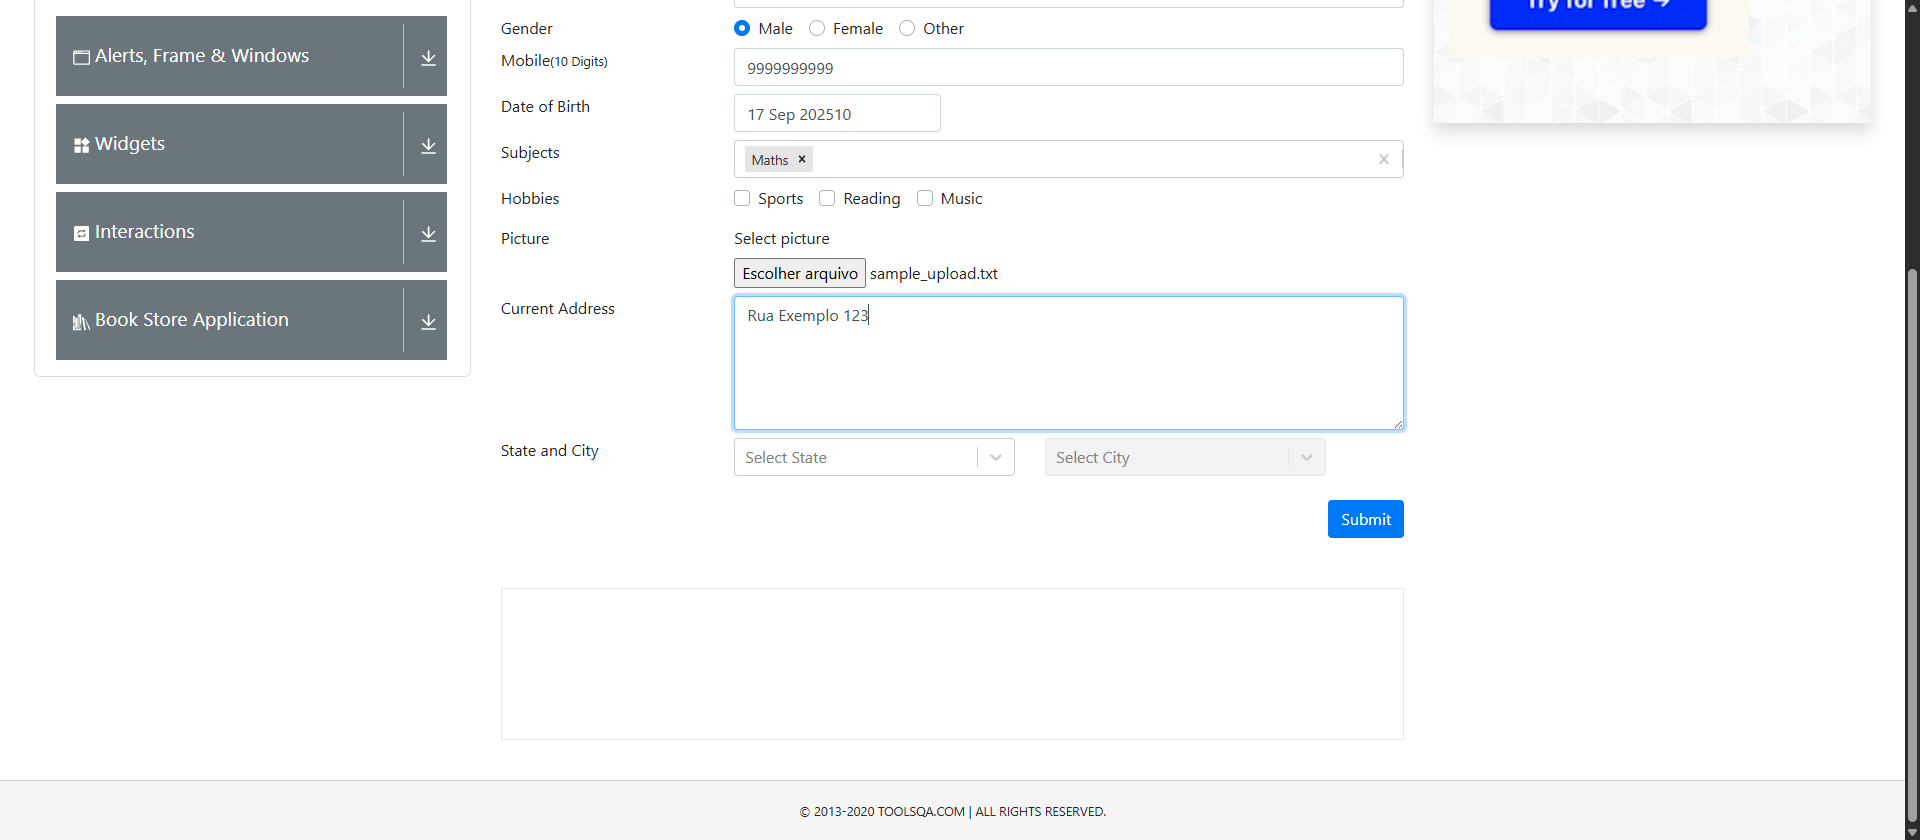 Try for free →
Gender
Male
Female
Other
Alerts, Frame & Windows
Mobile(10 Digits)
9999999999
Date of Birth
17 Sep 202510
Widgets
Subjects
Maths ×
Hobbies
Sports
Reading
Music
Interactions
Picture
Select picture
Escolher arquivo sample_upload.txt
Current Address
Rua Exemplo 123
Book Store Application
State and City
Select State
Select City
Submit
© 2013-2020 TOOLSQA.COM | ALL RIGHTS RESERVED.